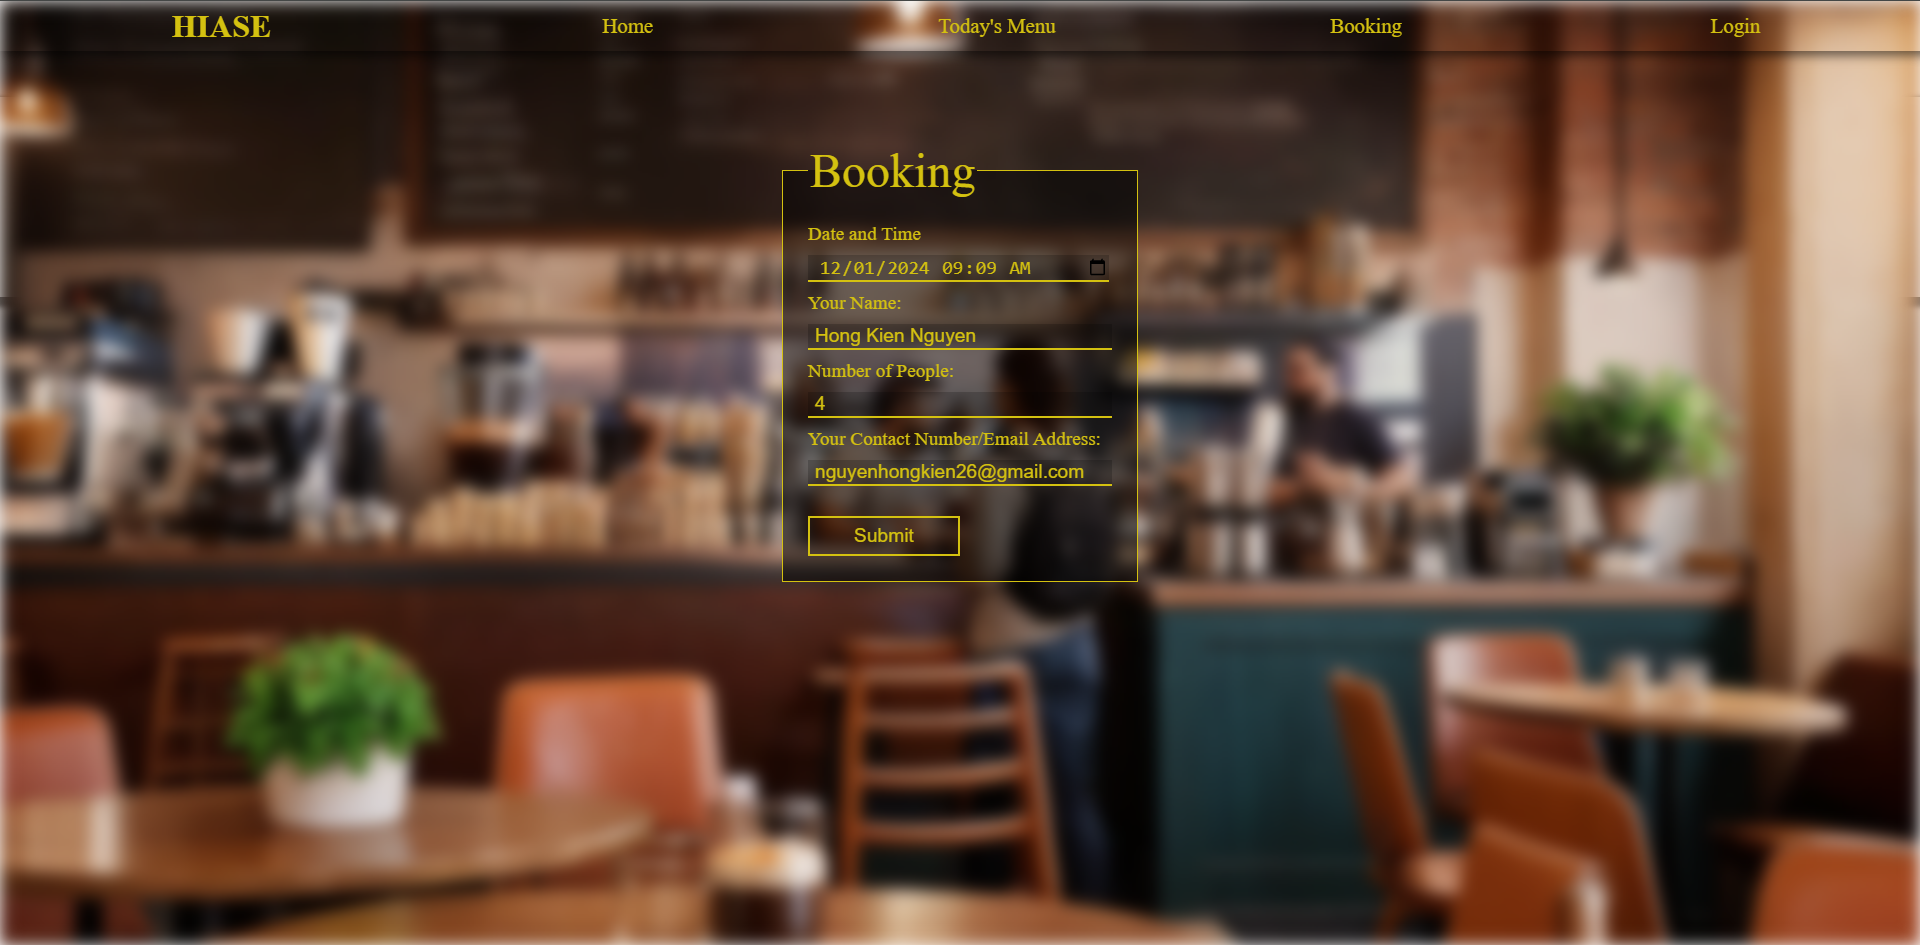 HIASE Home Today's Menu Booking Login
Booking
Date and Time
12/01/2024 09:09 AM
Your Name:
Hong Kien Nguyen
Number of People:
4
Your Contact Number/Email Address:
nguyenhongkien26@gmail.com
Submit